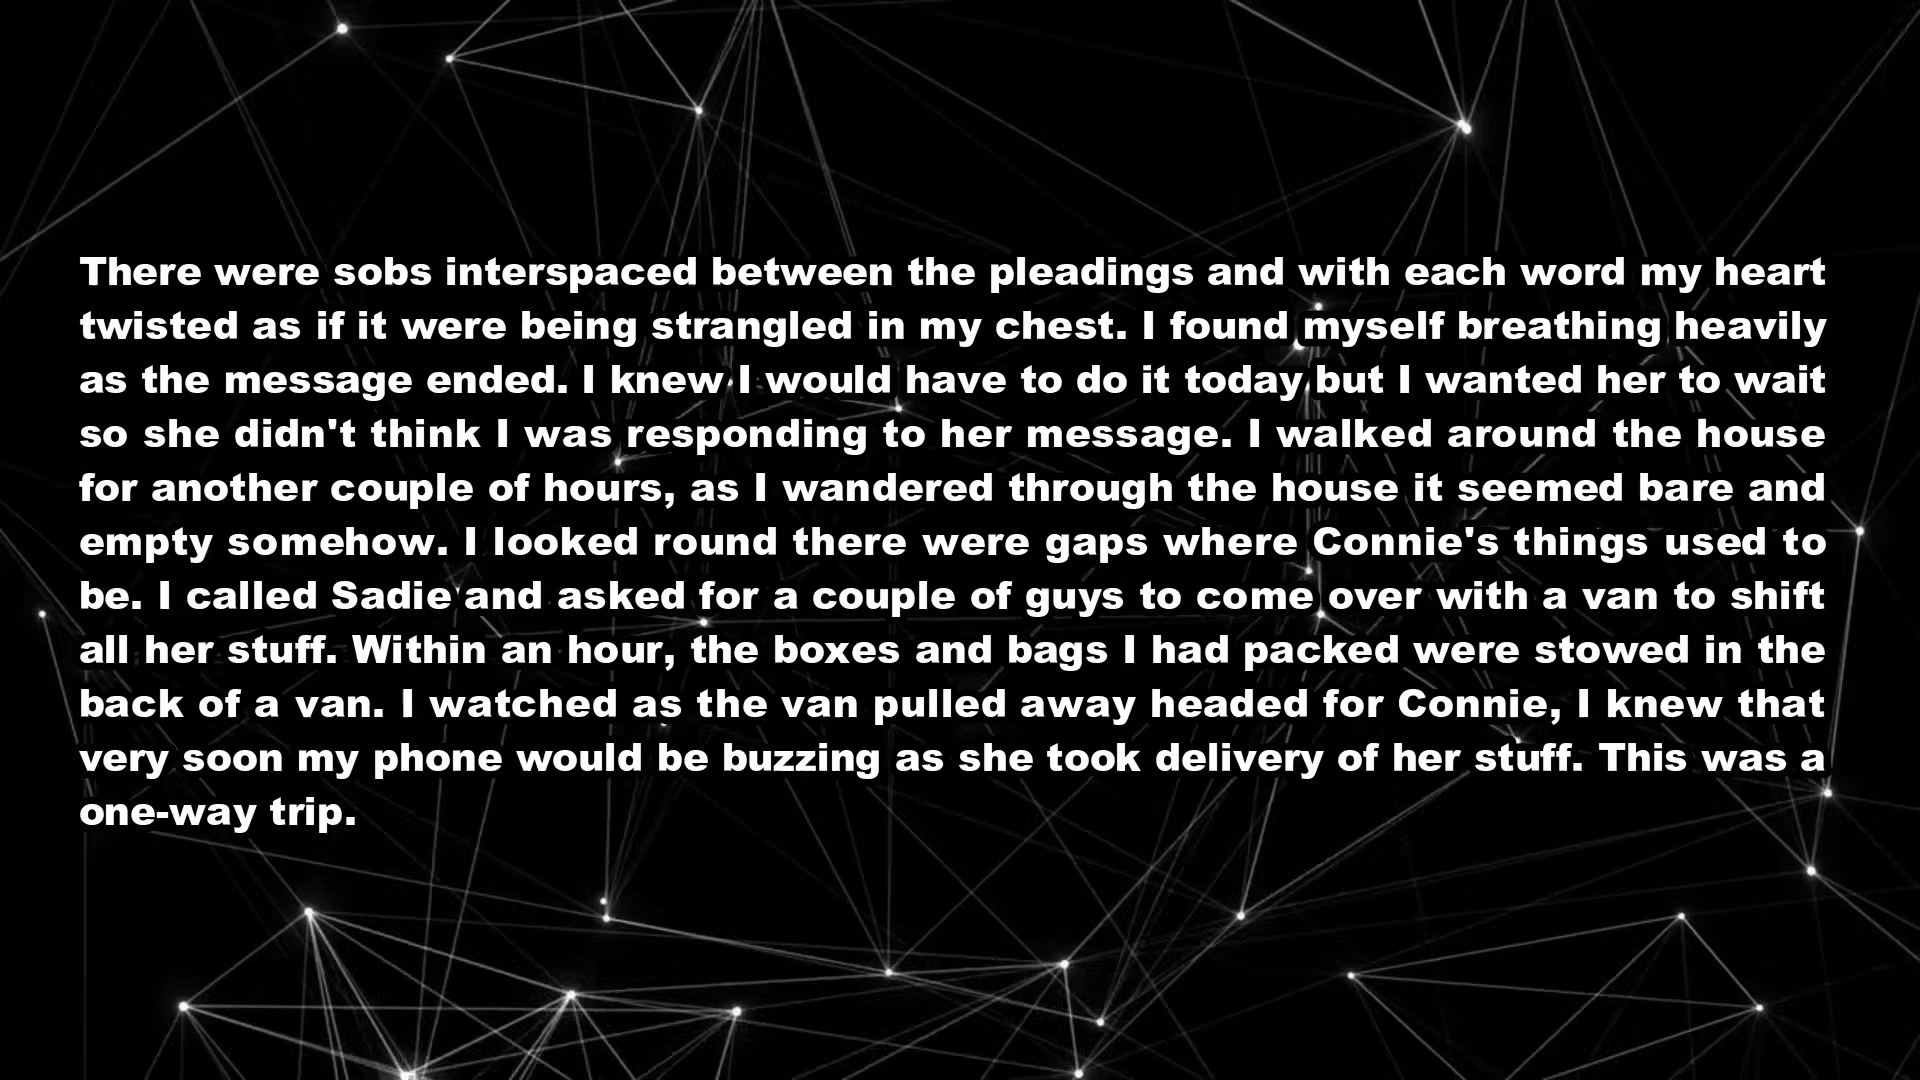 There were sobs interspaced between the pleadings and with each word my heart
twisted as if it were being strangled in my chest. I found myself breathing heavily
as the message ended. I knew I would have to do it today but I wanted her to wait
so she didn't think I was responding to her message. I walked around the house
for another couple of hours, as I wandered through the house it seemed bare and
empty somehow. I looked round there were gaps where Connie's things used to
be. I called Sadie and asked for a couple of guys to come over with a van to shift
all her stuff. Within an hour, the boxes and bags I had packed were stowed in the
back of a van. I watched as the van pulled away headed for Connie, I knew that
very soon my phone would be buzzing as she took delivery of her stuff. This was a
one-way trip.